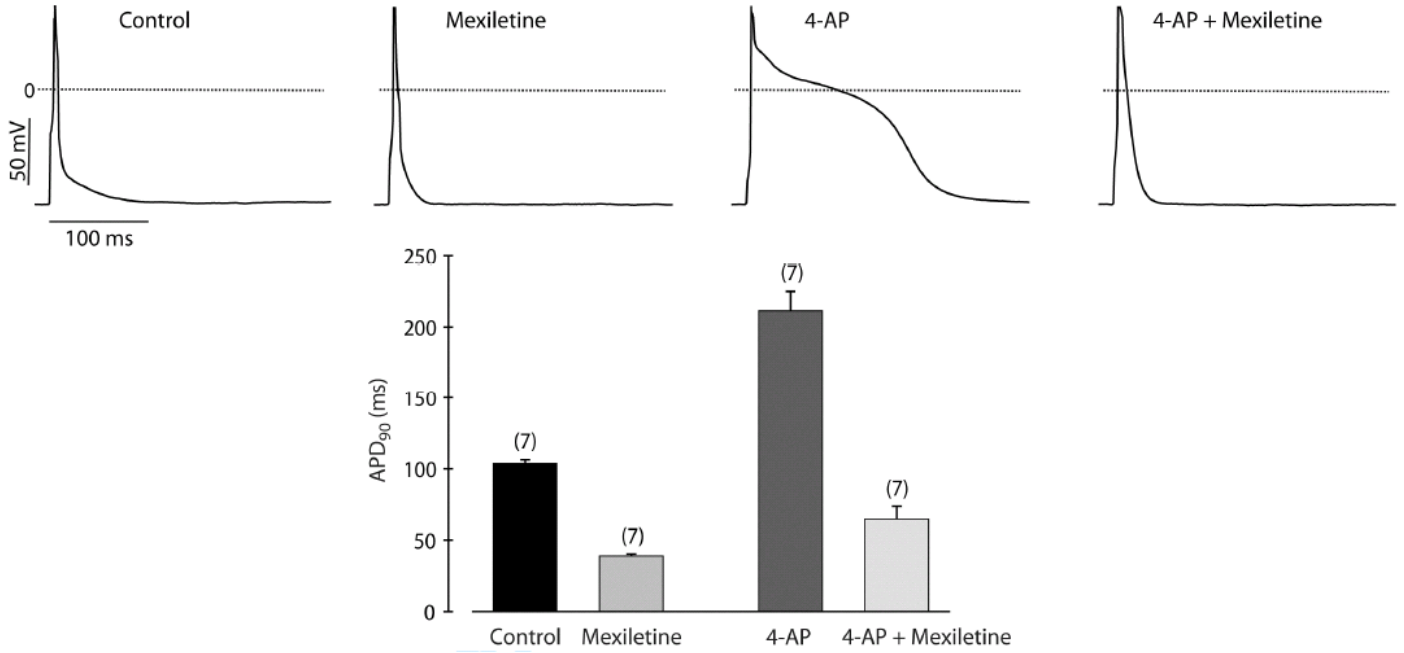 Control
Mexiletine
4-AP
4-AP + Mexiletine
0
50 mV
100 ms
250
200
150
100
50
0
APD90 (ms)
(7)
(7)
(7)
(7)
Control
Mexiletine
4-AP
4-AP + Mexiletine